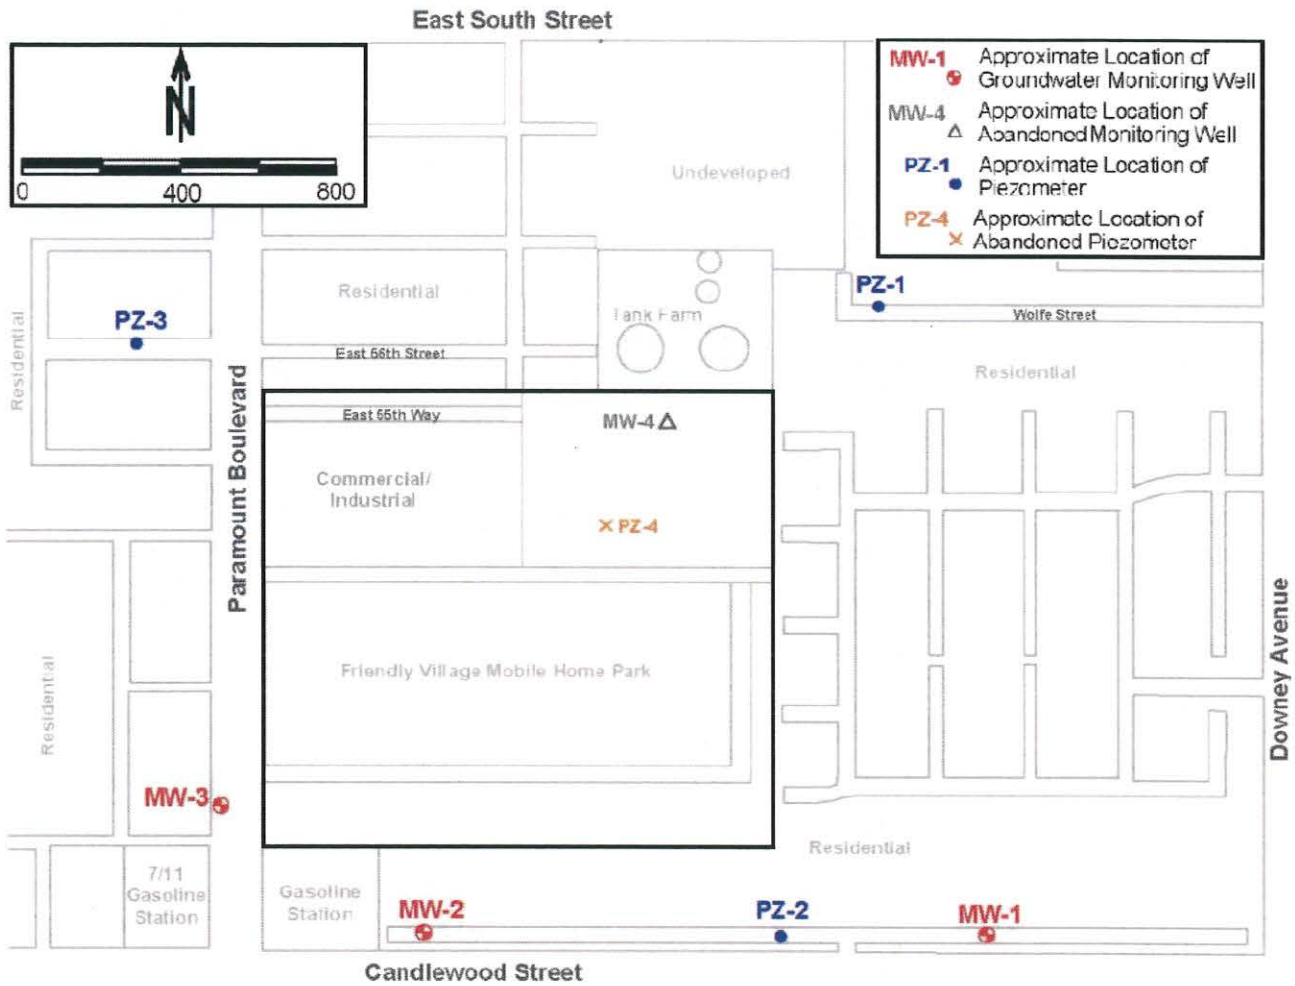 East South Street
N
0
400
800
MW-1 Approximate Location of
Groundwater Monitoring Well
MW-4 Approximate Location of
Abandoned Monitoring Well
PZ-1 Approximate Location of
Piezometer
PZ-4 Approximate Location of
Abandoned Piezometer
Undeveloped
PZ-1
Wolfe Street
Residential
Residential
PZ-3
Residential
Tank Farm
East 56th Street
Paramount Boulevard
East 55th Way
MW-4
Commercial/
Industrial
PZ-4
Friendly Village Mobile Home Park
Residential
Downey Avenue
MW-3
Residential
7/11
Gasoline
Station
Gasoline
Station
MW-2
PZ-2
MW-1
Candlewood Street